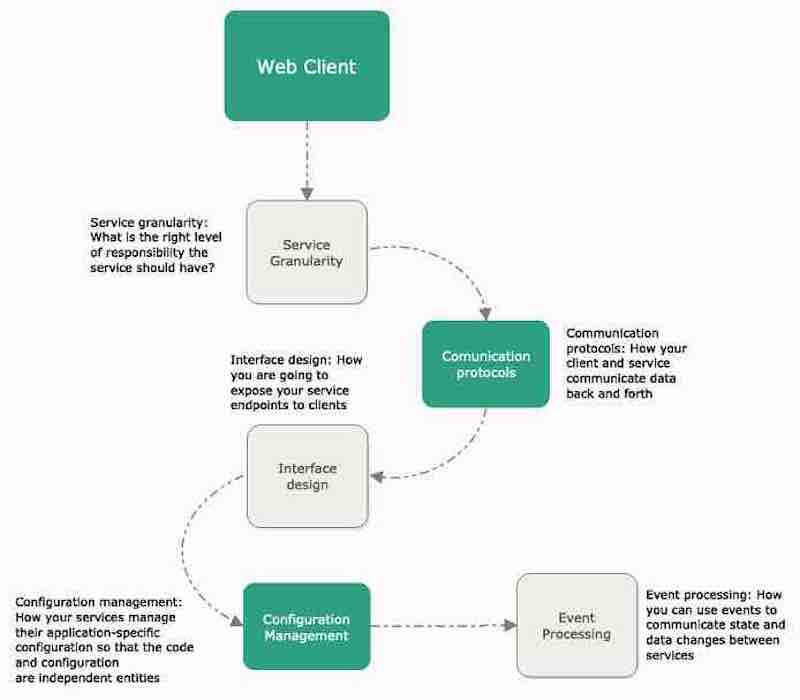 Web Client
Service granularity:
What is the right level
of responsibility the
service should have?
Service
Granularity
Comunication
protocols
Communication
protocols: How your
client and service
communicate data
back and forth
Interface design: How
you are going to
expose your service
endpoints to clients
Interface
design
Configuration management:
How your services manage
their application-specific
configuration so that the code
and configuration
are independent entities
Configuration
Management
Event
Processing
Event processing: How
you can use events to
communicate state and
data changes between
services